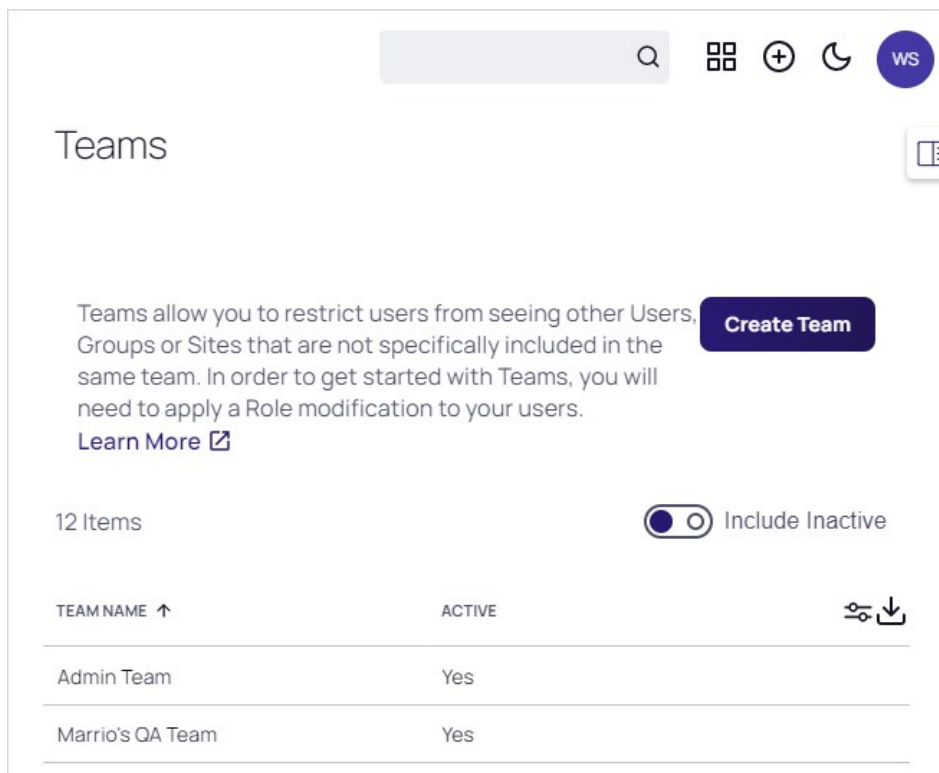 WS
Teams
Teams allow you to restrict users from seeing other Users,
Groups or Sites that are not specifically included in the
same team. In order to get started with Teams, you will
need to apply a Role modification to your users.
Learn More
Create Team
12 Items
Include Inactive
TEAM NAME ACTIVE
Admin Team Yes
Marrio's QA Team Yes